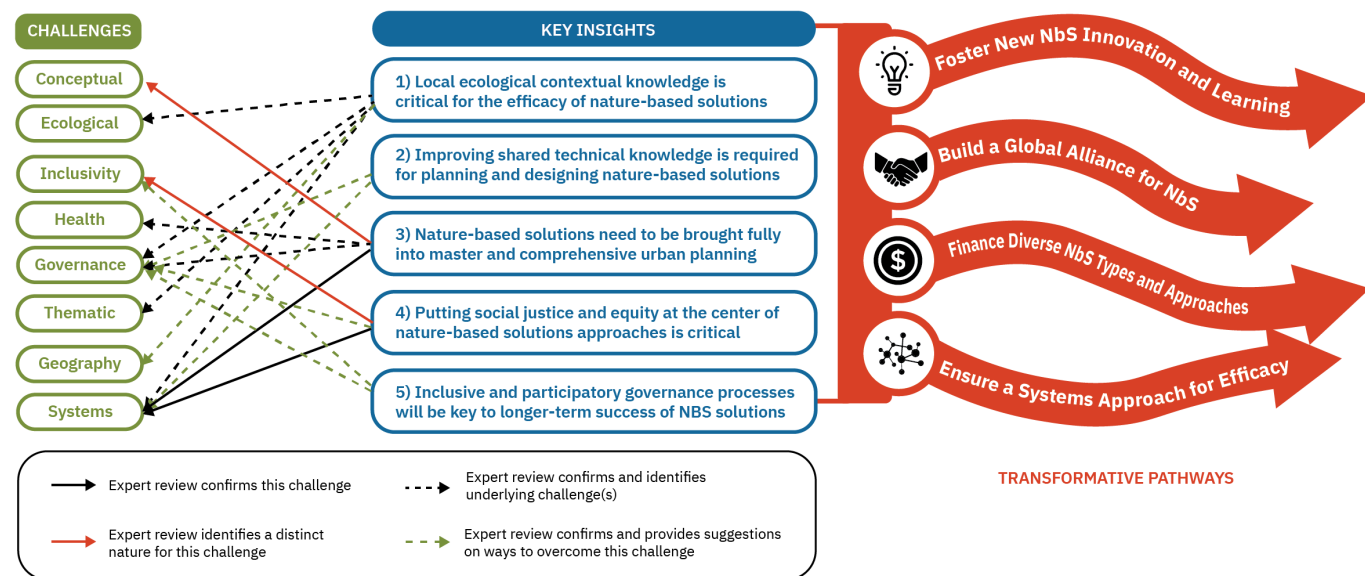 CHALLENGES
Conceptual
Ecological
Inclusivity
Health
Governance
Thematic
Geography
Systems
KEY INSIGHTS
1) Local ecological contextual knowledge is
critical for the efficacy of nature-based solutions
2) Improving shared technical knowledge is required
for planning and designing nature-based solutions
3) Nature-based solutions need to be brought fully
into master and comprehensive urban planning
4) Putting social justice and equity at the center of
nature-based solutions approaches is critical
5) Inclusive and participatory governance processes
will be key to longer-term success of NBS solutions
Foster New NbS Innovation and Learning
Build a Global Alliance for NbS
$
Finance Diverse NbS Types and Approaches
Ensure a Systems Approach for Efficacy
TRANSFORMATIVE PATHWAYS
Expert review confirms this challenge
Expert review confirms and identifies
underlying challenge(s)
Expert review identifies a distinct
nature for this challenge
Expert review confirms and provides suggestions
on ways to overcome this challenge